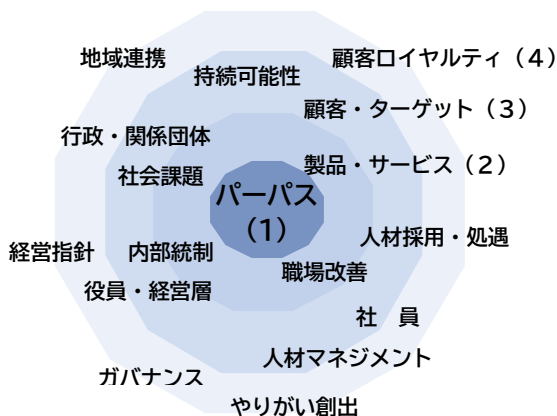 地域連携
顧客ロイヤルティ（４）
持続可能性
顧客・ターゲット（３）
行政・関係団体
製品・サービス（２）
社会課題
パーパス
（１）
人材採用・処遇
経営指針
内部統制
職場改善
役員・経営層
社　員
人材マネジメント
ガバナンス
やりがい創出